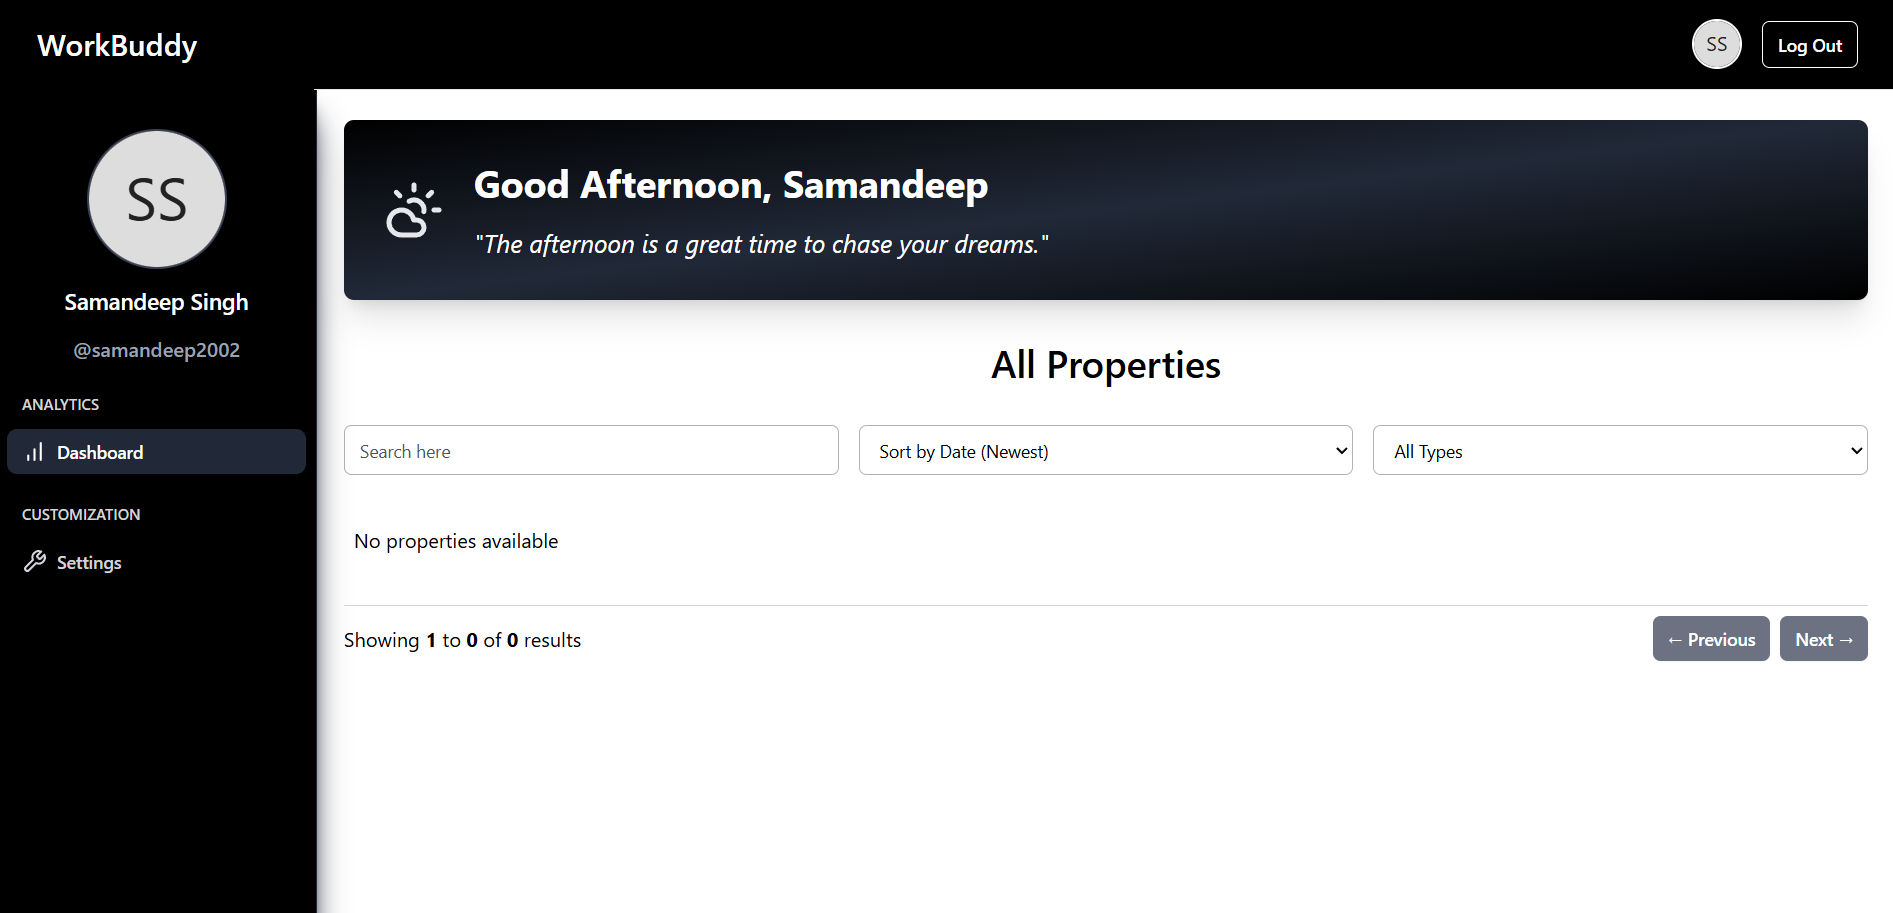 WorkBuddy
SS
Log Out
SS
Samandeep Singh
@samandeep2002
ANALYTICS
Dashboard
CUSTOMIZATION
Settings
Good Afternoon, Samandeep
"The afternoon is a great time to chase your dreams."
All Properties
Search here
Sort by Date (Newest)
All Types
No properties available
Showing 1 to 0 of 0 results
← Previous
Next →